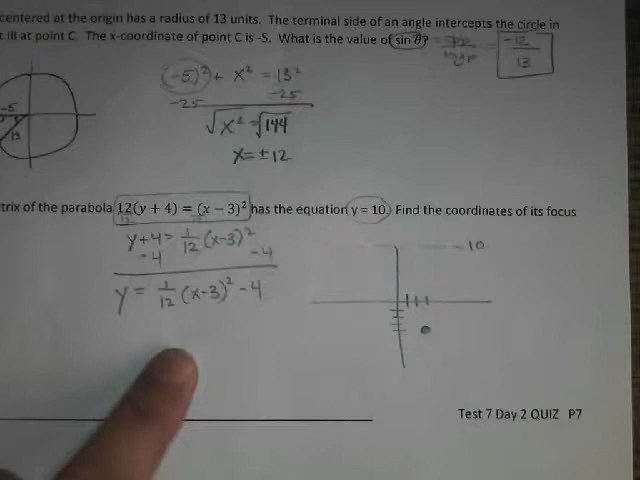 centered at the origin has a radius of 13 units. The terminal side of an angle intercepts the circle in
t III at point C. The x-coordinate of point C is -5. What is the value of sin θ? = opp/hyp = -12/13
(-5)² + x² = 13²
-25 -25
√x² = √144
x = ±12
-5
13
trix of the parabola 12(y + 4) = (x − 3)² has the equation y = 10. Find the coordinates of its focus
12 12
y+4 = 1/12 (x-3)²
-4 -4
y = 1/12 (x-3)² - 4
10
Test 7 Day 2 QUIZ P7